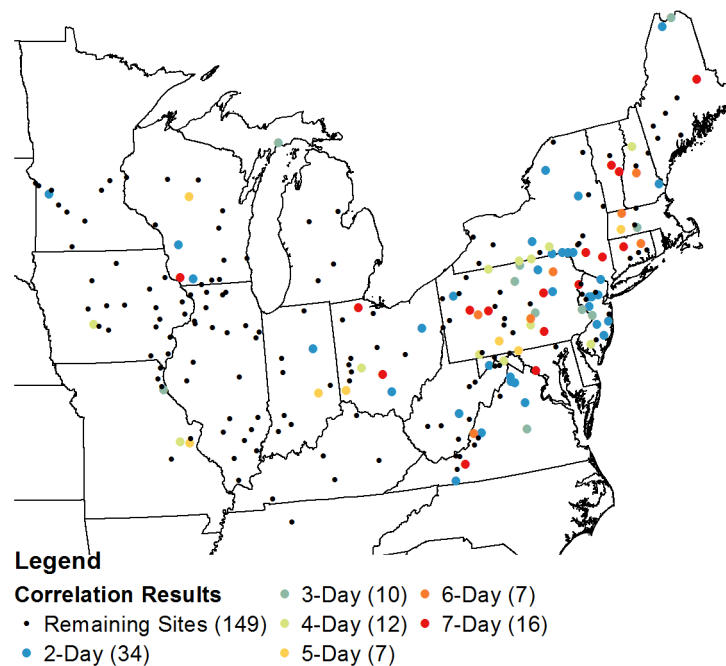 Legend
Correlation Results
Remaining Sites (149)
2-Day (34)
3-Day (10)
4-Day (12)
5-Day (7)
6-Day (7)
7-Day (16)